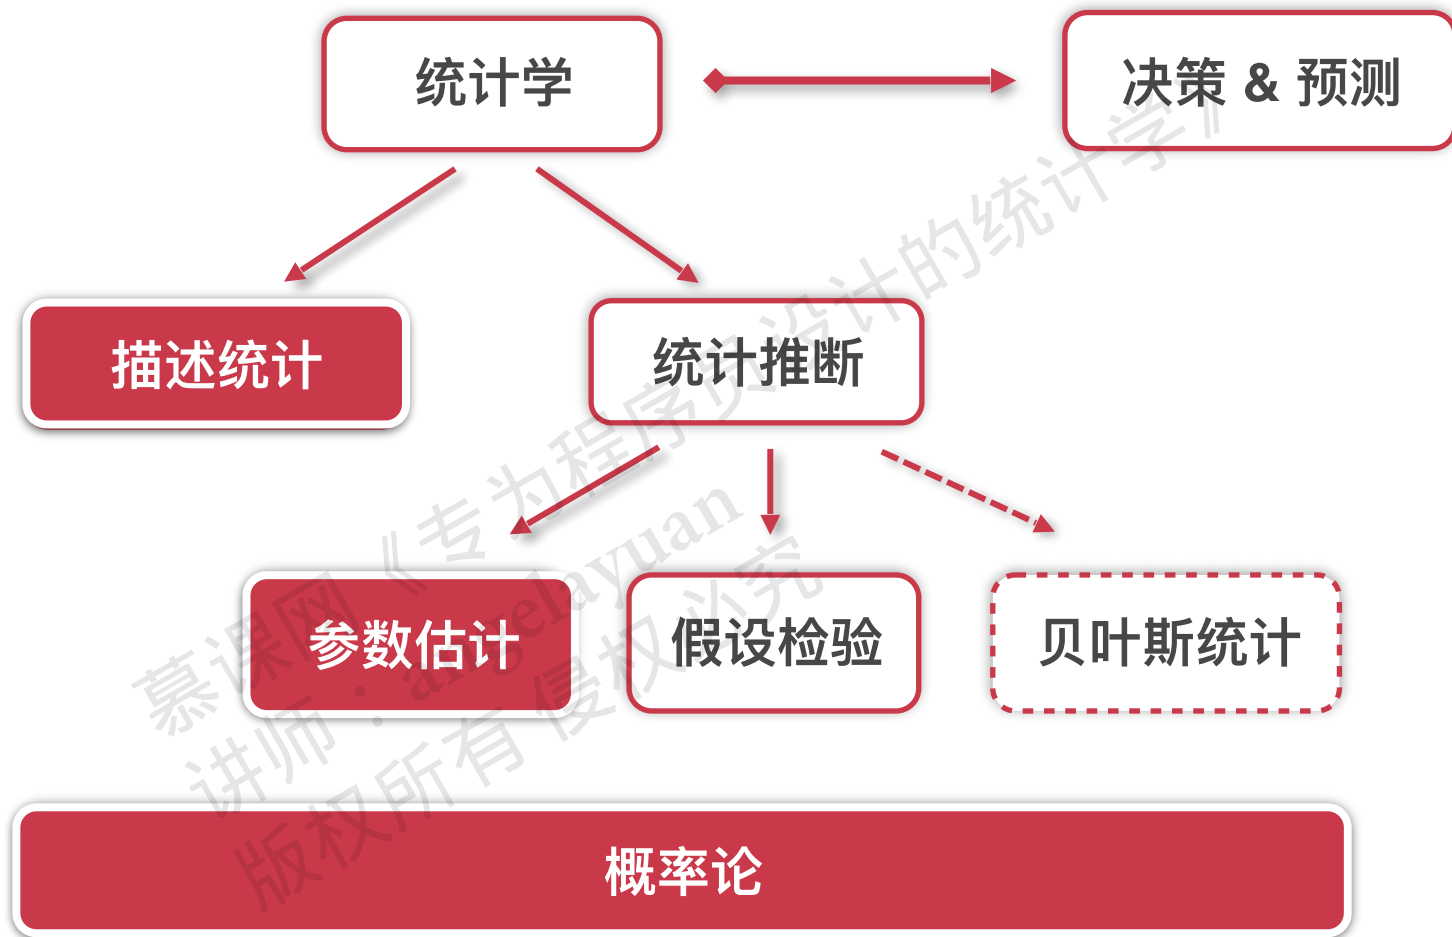 统计学
决策 & 预测
描述统计
统计推断
参数估计
假设检验
贝叶斯统计
概率论
慕课网《专为程序员设计的统计学》
讲师：angelayuan
版权所有 侵权必究